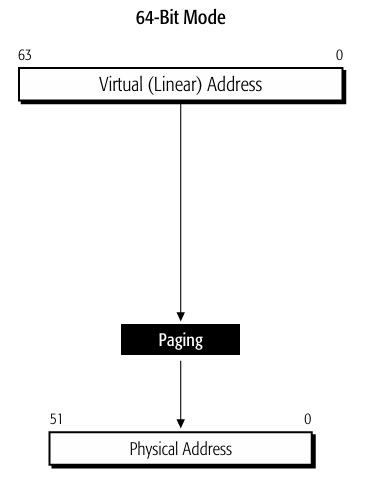 64-Bit Mode
63 0
Virtual (Linear) Address
Paging
51 0
Physical Address